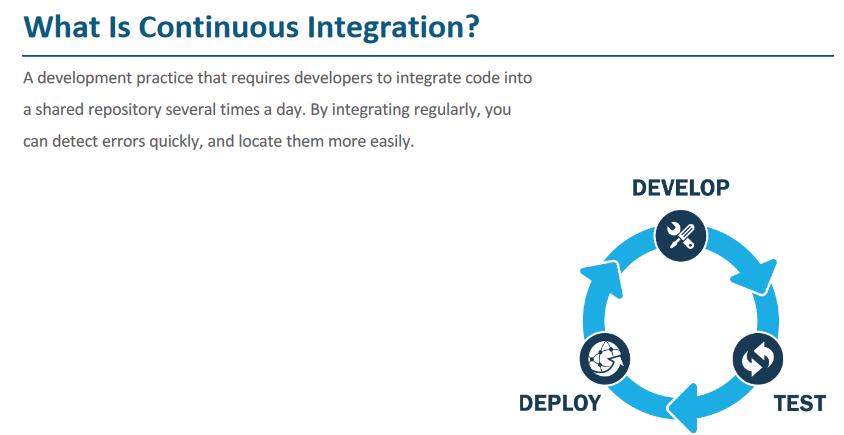 What Is Continuous Integration?
A development practice that requires developers to integrate code into
a shared repository several times a day. By integrating regularly, you
can detect errors quickly, and locate them more easily.
DEVELOP
DEPLOY
TEST